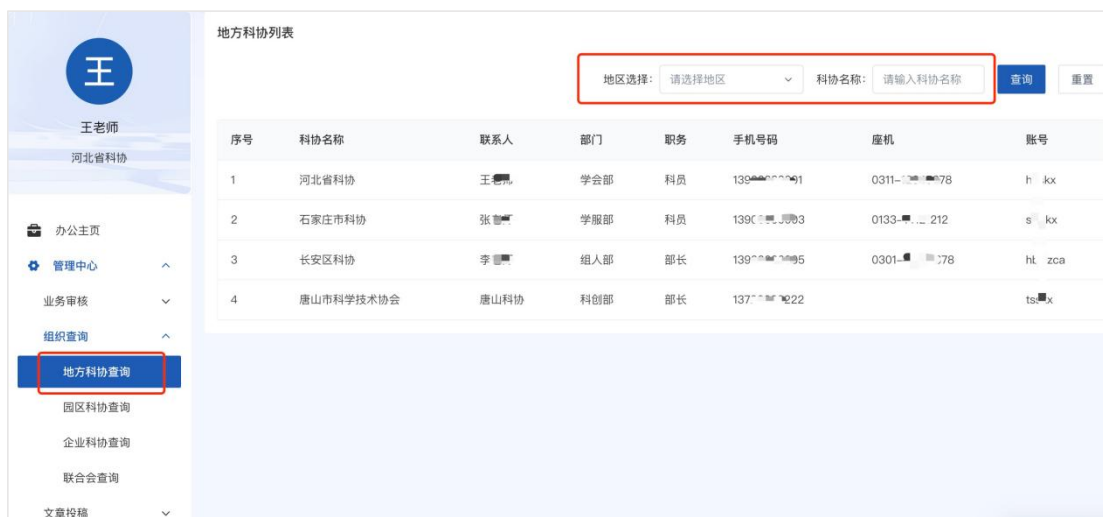 地方科协列表
王
王老师
河北省科协
地区选择： 请选择地区 科协名称： 请输入科协名称 查询 重置
序号 科协名称 联系人 部门 职务 手机号码 座机 账号
1 河北省科协 学会部 科员
2 石家庄市科协 学服部 科员
3 长安区科协 组人部 部长
4 唐山市科学技术协会 唐山科协 科创部 部长
办公主页
管理中心
业务审核
组织查询
地方科协查询
园区科协查询
企业科协查询
联合会查询
文章投稿